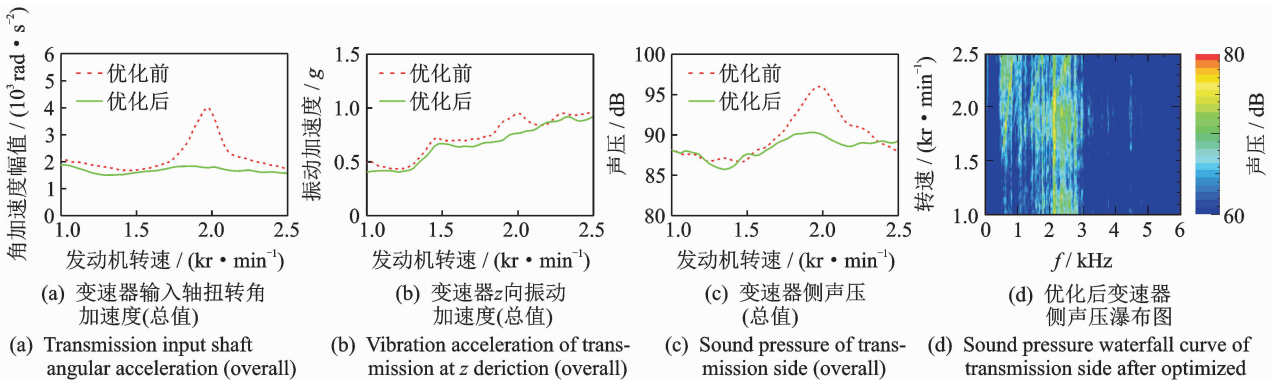 角加速度幅值 / (10³ rad • s⁻²)
6
5
4
3
2
1
0
优化前
优化后
1.0 1.5 2.0 2.5
发动机转速 / (kr • min⁻¹)
(a) 变速器输入轴扭转角
加速度(总值)
(a) Transmission input shaft
angular acceleration (overall)
振动加速度 / g
1.5
1.0
0.5
0
优化前
优化后
1.0 1.5 2.0 2.5
发动机转速 / (kr • min⁻¹)
(b) 变速器z向振动
加速度(总值)
(b) Vibration acceleration of trans-
mission at z deriction (overall)
声压 / dB
100
95
90
85
80
优化前
优化后
1.0 1.5 2.0 2.5
发动机转速 / (kr • min⁻¹)
(c) 变速器侧声压
(总值)
(c) Sound pressure of trans-
mission side (overall)
转速 / (kr • min⁻¹)
2.5
2.0
1.5
1.0
0 1 2 3 4 5 6
f / kHz
80
60
声压 / dB
(d) 优化后变速器
侧声压瀑布图
(d) Sound pressure waterfall curve of
transmission side after optimized